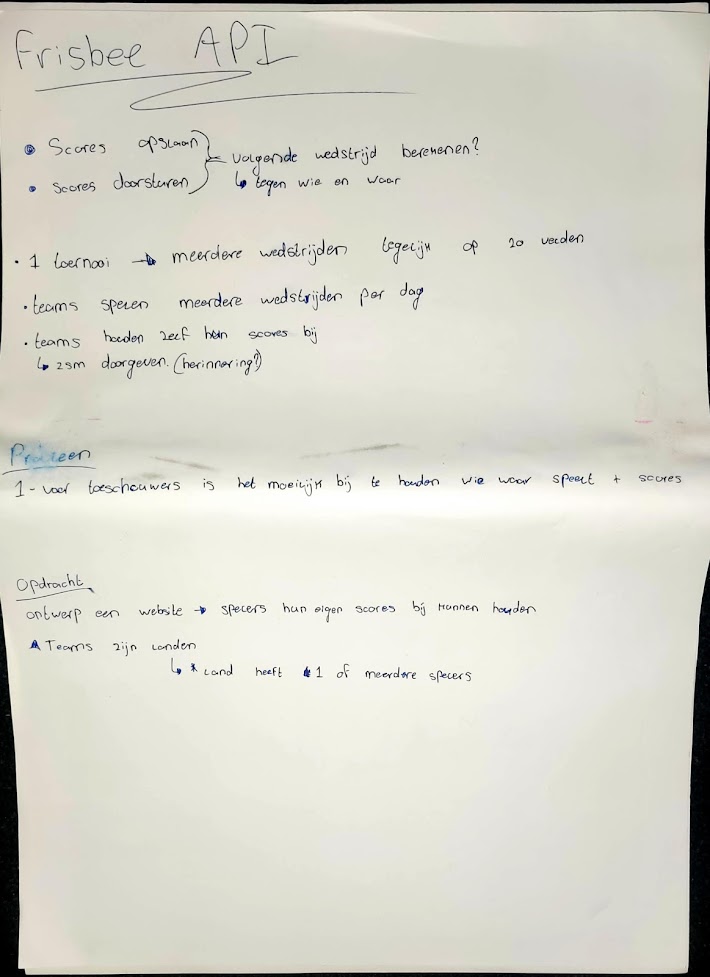 Frisbee API
• Scores opslaan
volgende wedstrijd berekenen?
• scores doorsturen
↳ tegen wie en waar
• 1 toernooi → meerdere wedstrijden tegelijk op 20 velden
• teams spelen meerdere wedstrijden per dag
• teams houden zelf hun scores bij
↳ zsm doorgeven. (herinnering?)
Probleem
1 - voor toeschouwers is het moeilijk bij te houden wie waar speelt + scores
Opdracht
ontwerp een website → spelers hun eigen scores bij kunnen houden
Teams zijn landen
↳ * Land heeft 1 of meerdere spelers